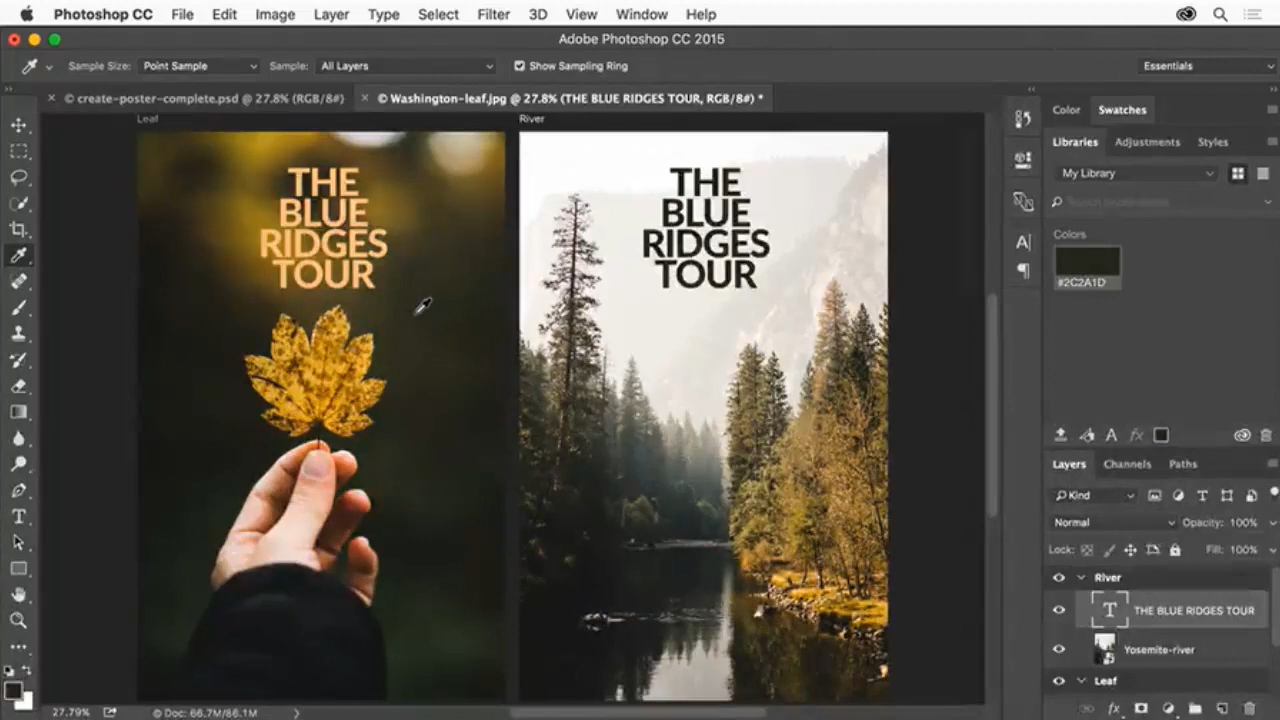 Photoshop CC File Edit Image Layer Type Select Filter 3D View Window Help
Adobe Photoshop CC 2015
Sample Size: Point Sample Sample: All Layers Show Sampling Ring Essentials
© create-poster-complete.psd @ 27.8% (RGB/8#) © Washington-leaf.jpg @ 27.8% (THE BLUE RIDGES TOUR, RGB/8#) *
Leaf River
THE
BLUE
RIDGES
TOUR
THE
BLUE
RIDGES
TOUR
Color Swatches
Libraries Adjustments Styles
My Library
Colors
#2C2A1D
Layers Channels Paths
Kind
Normal Opacity: 100%
Lock: Fill: 100%
River
THE BLUE RIDGES TOUR
Yosemite-river
Leaf
27.79% © Doc: 66.7M/86.1M